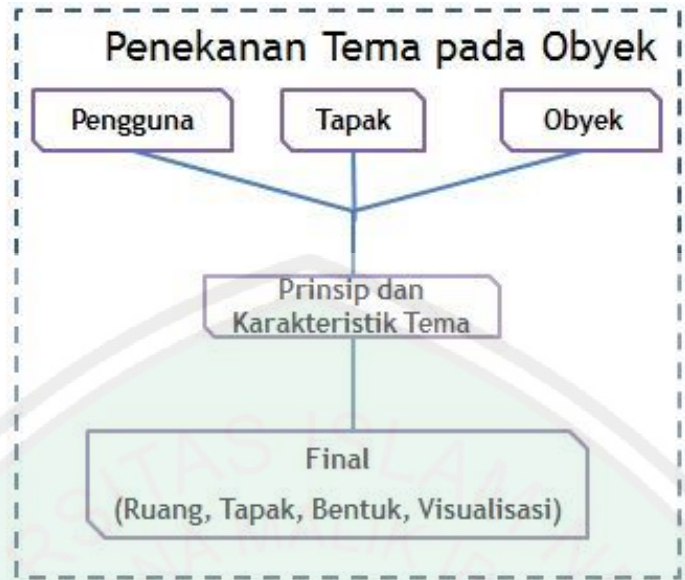 Penekanan Tema pada Obyek
Pengguna
Tapak
Obyek
Prinsip dan
Karakteristik Tema
Final
(Ruang, Tapak, Bentuk, Visualisasi)